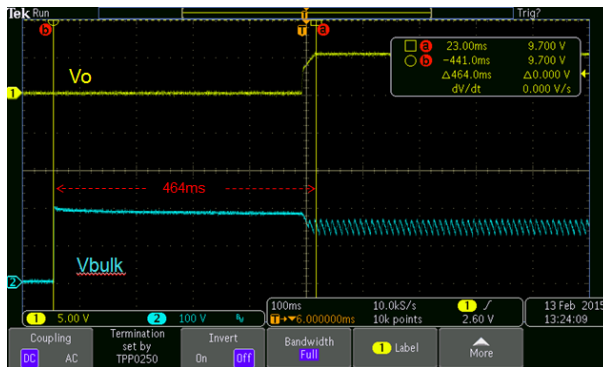 Tek Run Trig?
b a
T
a 23.00ms 9.700 V
b -441.0ms 9.700 V
△464.0ms △0.000 V
dV/dt 0.000 V/s
Vo
1
464ms
Vbulk
2
1 5.00 V 2 100 V
100ms 10.0kS/s 1
T→▼6.000000ms 10k points 2.60 V
13 Feb 2015
13:24:09
Coupling
DC AC
Termination
set by
TPP0250
Invert
On Off
Bandwidth
Full
1 Label
More